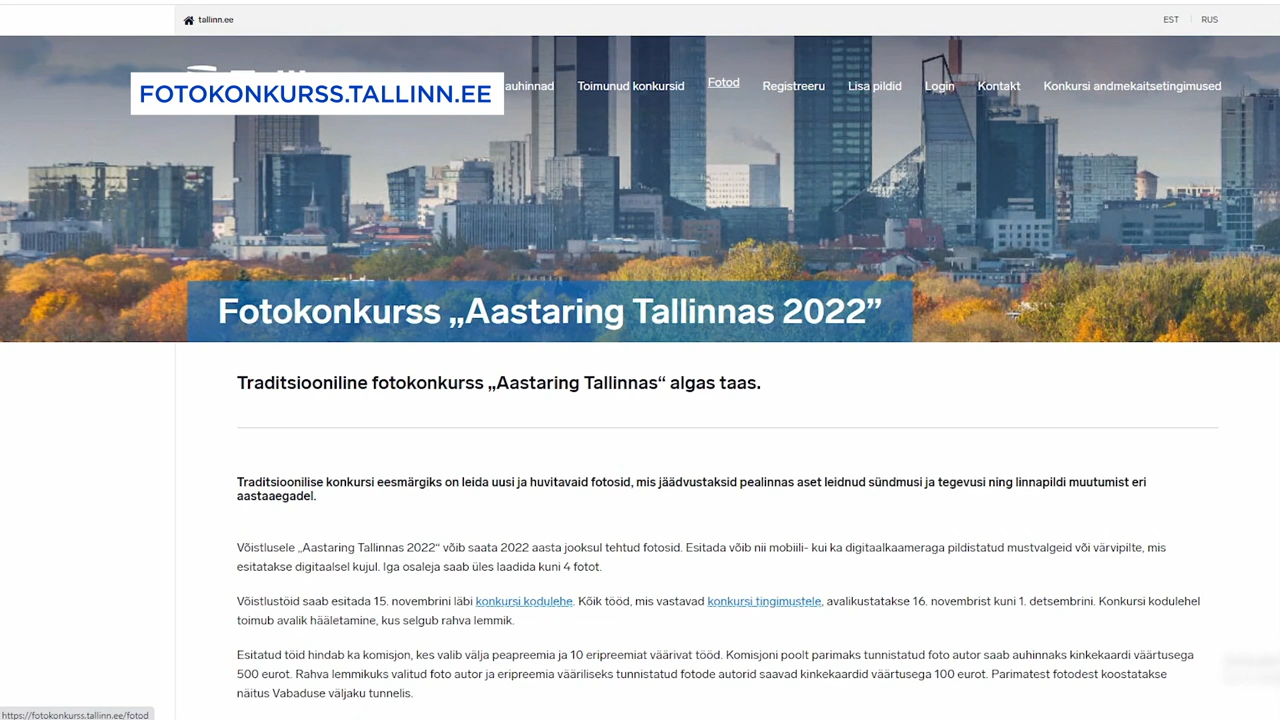 tallinn.ee
EST
RUS
FOTOKONKURSS.TALLINN.EE
auhinnad
Toimunud konkursid
Fotod
Registreeru
Lisa pildid
Login
Kontakt
Konkursi andmekaitsetingimused
Fotokonkurss „Aastaring Tallinnas 2022”
Traditsiooniline fotokonkurss „Aastaring Tallinnas“ algas taas.
Traditsioonilise konkursi eesmärgiks on leida uusi ja huvitavaid fotosid, mis jäädvustaksid pealinnas aset leidnud sündmusi ja tegevusi ning linnapildi muutumist eri
aastaaegadel.
Võistlusele „Aastaring Tallinnas 2022“ võib saata 2022 aasta jooksul tehtud fotosid. Esitada võib nii mobiili- kui ka digitaalkaameraga pildistatud mustvalgeid või värvipilte, mis
esitatakse digitaalsel kujul. Iga osaleja saab üles laadida kuni 4 fotot.
Võistlustöid saab esitada 15. novembrini läbi konkursi kodulehe. Kõik tööd, mis vastavad konkursi tingimustele, avalikustatakse 16. novembrist kuni 1. detsembrini. Konkursi kodulehel
toimub avalik hääletamine, kus selgub rahva lemmik.
Esitatud töid hindab ka komisjon, kes valib välja peapreemia ja 10 eripreemiat väärivat tööd. Komisjoni poolt parimaks tunnistatud foto autor saab auhinnaks kinkekaardi väärtusega
500 eurot. Rahva lemmikuks valitud foto autor ja eripreemia vääriliseks tunnistatud fotode autorid saavad kinkekaardid väärtusega 100 eurot. Parimatest fotodest koostatakse
näitus Vabaduse väljaku tunnelis.
https://fotokonkurss.tallinn.ee/fotod